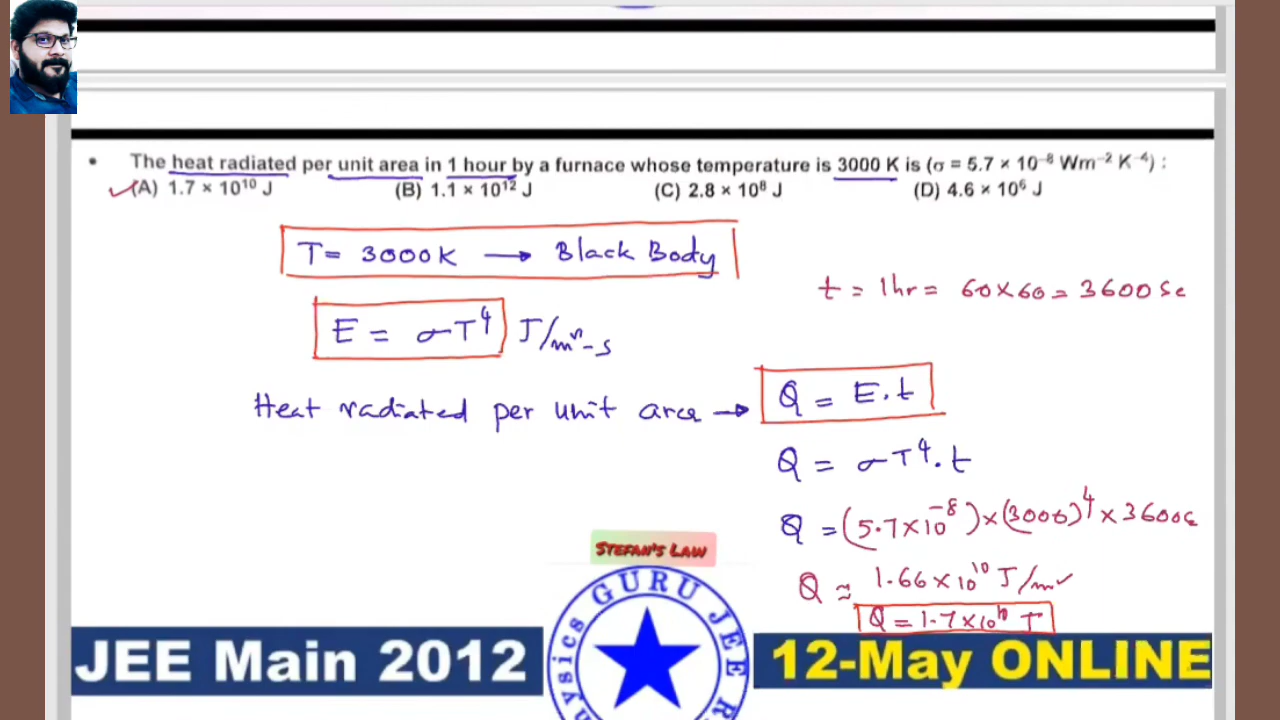 • The heat radiated per unit area in 1 hour by a furnace whose temperature is 3000 K is (σ = 5.7 × 10⁻⁸ Wm⁻² K⁻⁴) :
(A) 1.7 × 10¹⁰ J (B) 1.1 × 10¹² J (C) 2.8 × 10⁸ J (D) 4.6 × 10⁶ J
T = 3000K → Black Body
t = 1hr = 60×60 = 3600 Se
E = σT⁴ J/m²-s
Heat radiated per unit area → Q = E.t
Q = σT⁴.t
Q = (5.7×10⁻⁸)×(3000)⁴×3600
STEFAN'S LAW
Q ≈ 1.66×10¹⁰ J/m²
Q = 1.7×10¹⁰ J
JEE Main 2012
GURU JEE
12-May ONLINE